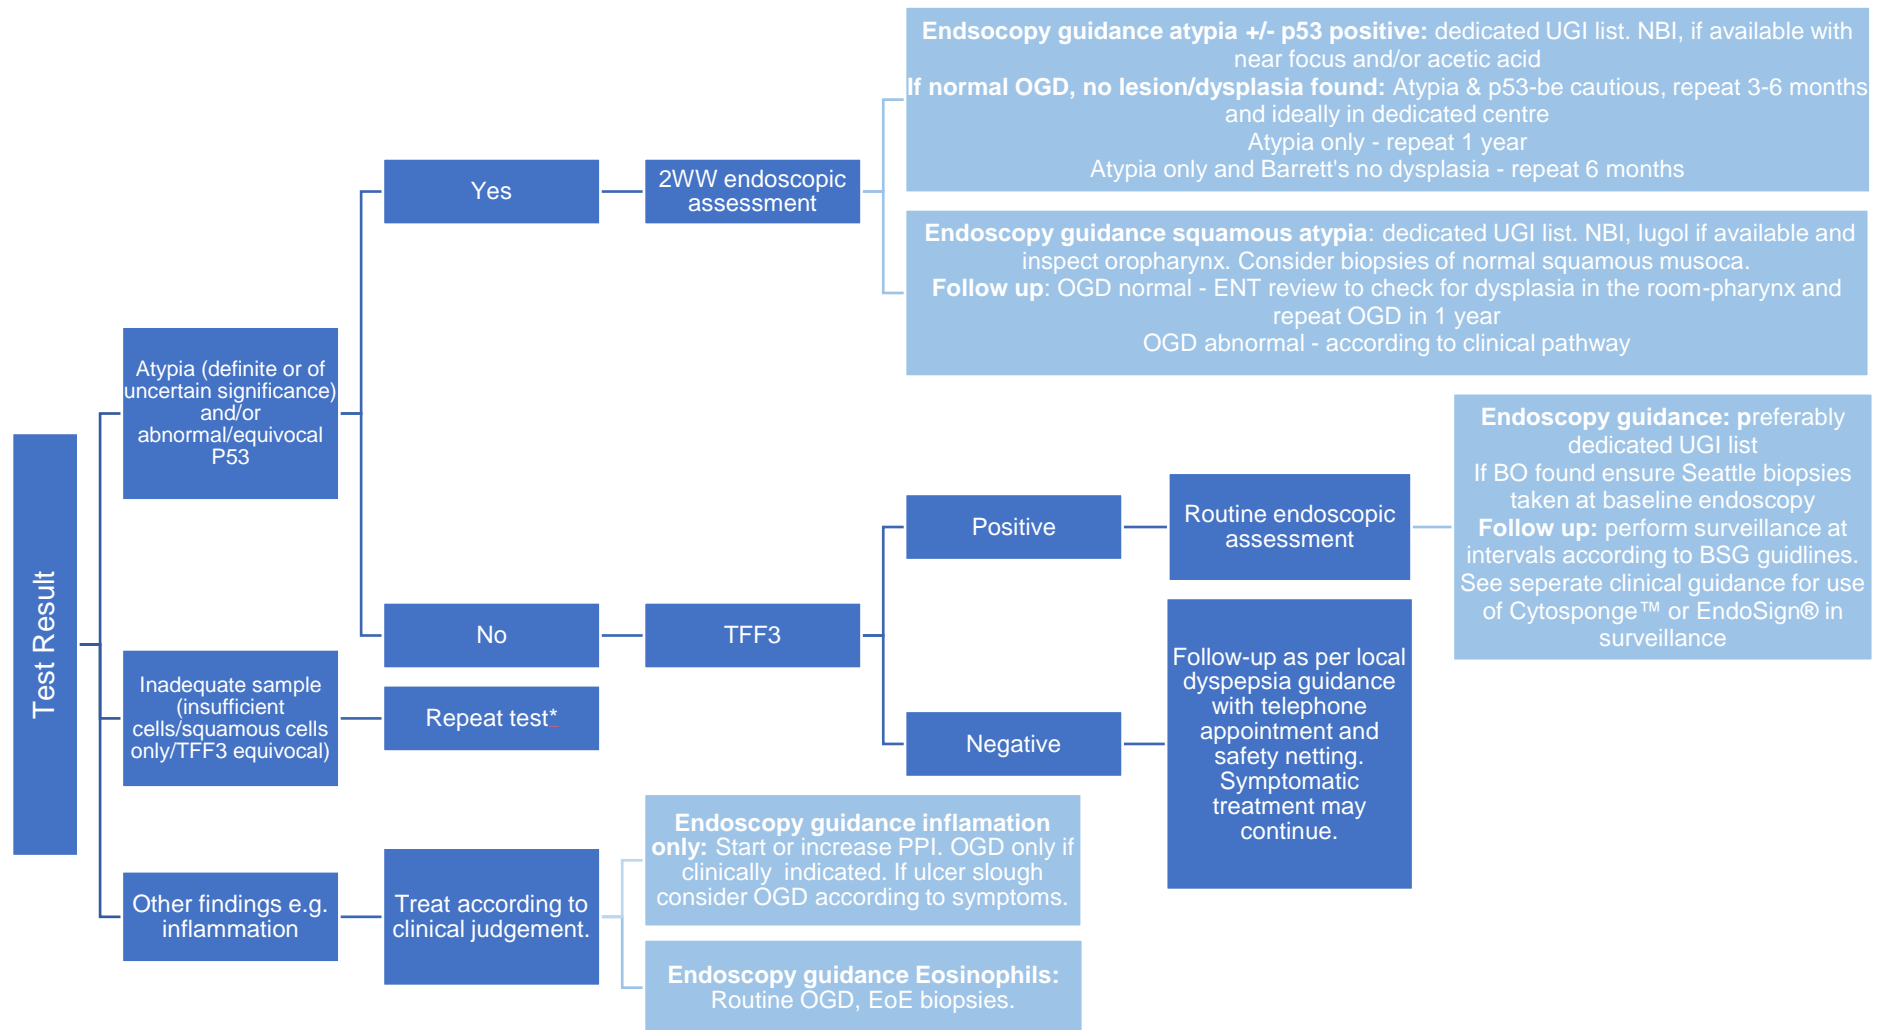 Test Result
Atypia (definite or of
uncertain significance)
and/or
abnormal/equivocal
P53
Yes
2WW endoscopic
assessment
Endsocopy guidance atypia +/- p53 positive: dedicated UGI list. NBI, if available with
near focus and/or acetic acid
If normal OGD, no lesion/dysplasia found: Atypia & p53-be cautious, repeat 3-6 months
and ideally in dedicated centre
Atypia only - repeat 1 year
Atypia only and Barrett's no dysplasia - repeat 6 months
Endoscopy guidance squamous atypia: dedicated UGI list. NBI, lugol if available and
inspect oropharynx. Consider biopsies of normal squamous musoca.
Follow up: OGD normal - ENT review to check for dysplasia in the room-pharynx and
repeat OGD in 1 year
OGD abnormal - according to clinical pathway
No
TFF3
Positive
Routine endoscopic
assessment
Endoscopy guidance: preferably
dedicated UGI list
If BO found ensure Seattle biopsies
taken at baseline endoscopy
Follow up: perform surveillance at
intervals according to BSG guidlines.
See seperate clinical guidance for use
of Cytosponge™ or EndoSign® in
surveillance
Negative
Follow-up as per local
dyspepsia guidance
with telephone
appointment and
safety netting.
Symptomatic
treatment may
continue.
Inadequate sample
(insufficient
cells/squamous cells
only/TFF3 equivocal)
Repeat test*
Other findings e.g.
inflammation
Treat according to
clinical judgement.
Endoscopy guidance inflamation
only: Start or increase PPI. OGD only if
clinically indicated. If ulcer slough
consider OGD according to symptoms.
Endoscopy guidance Eosinophils:
Routine OGD, EoE biopsies.